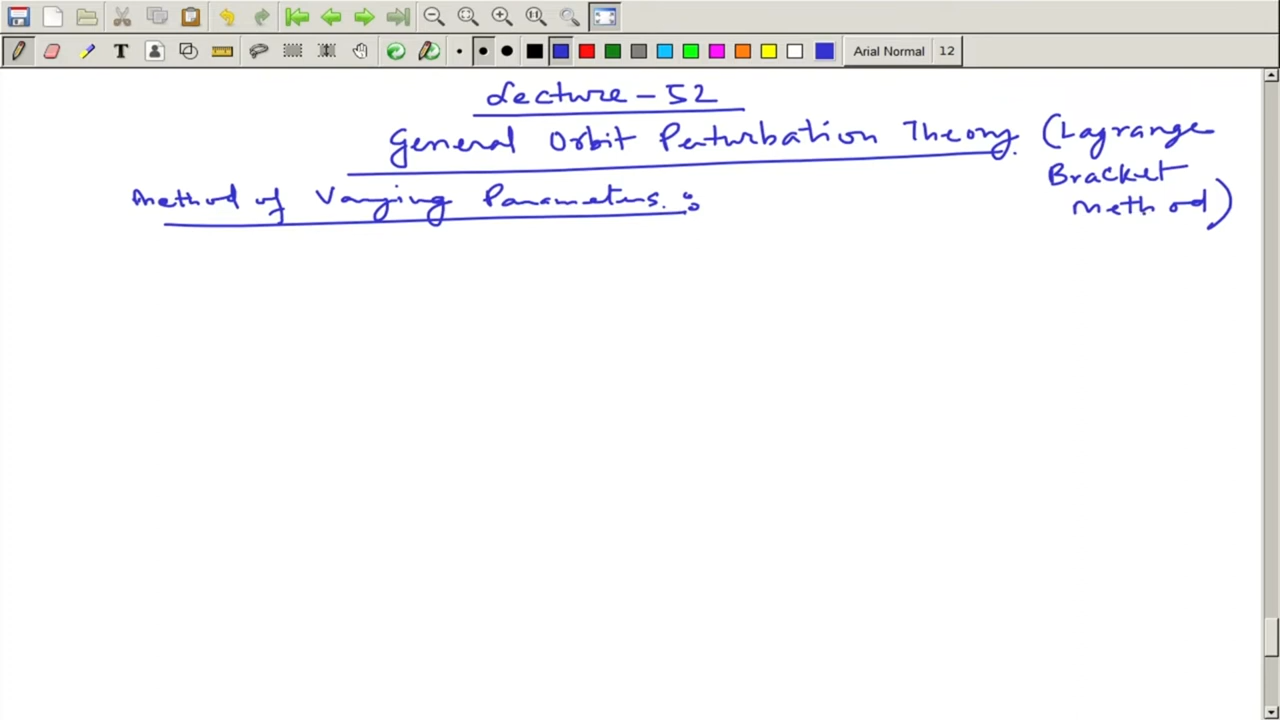 Arial Normal 12
Lecture - 52
General Orbit Perturbation Theory. (Lagrange
Bracket
Method)
Method of Varying Parameters. :